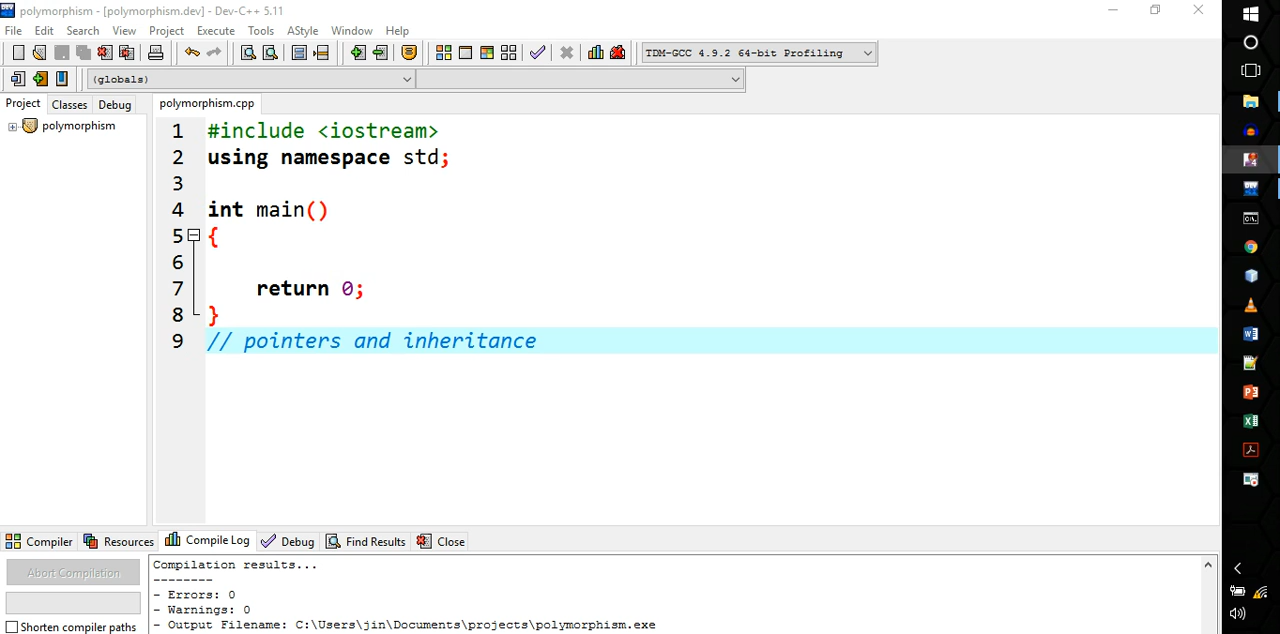 polymorphism - [polymorphism.dev] - Dev-C++ 5.11
File Edit Search View Project Execute Tools AStyle Window Help
TDM-GCC 4.9.2 64-bit Profiling
(globals)
Project Classes Debug polymorphism.cpp
polymorphism
1 #include <iostream>
2 using namespace std;
3
4 int main()
5 {
6
7 return 0;
8 }
9 // pointers and inheritance
Compiler Resources Compile Log Debug Find Results Close
Abort Compilation
Shorten compiler paths
Compilation results...
--------
- Errors: 0
- Warnings: 0
- Output Filename: C:\Users\jin\Documents\projects\polymorphism.exe